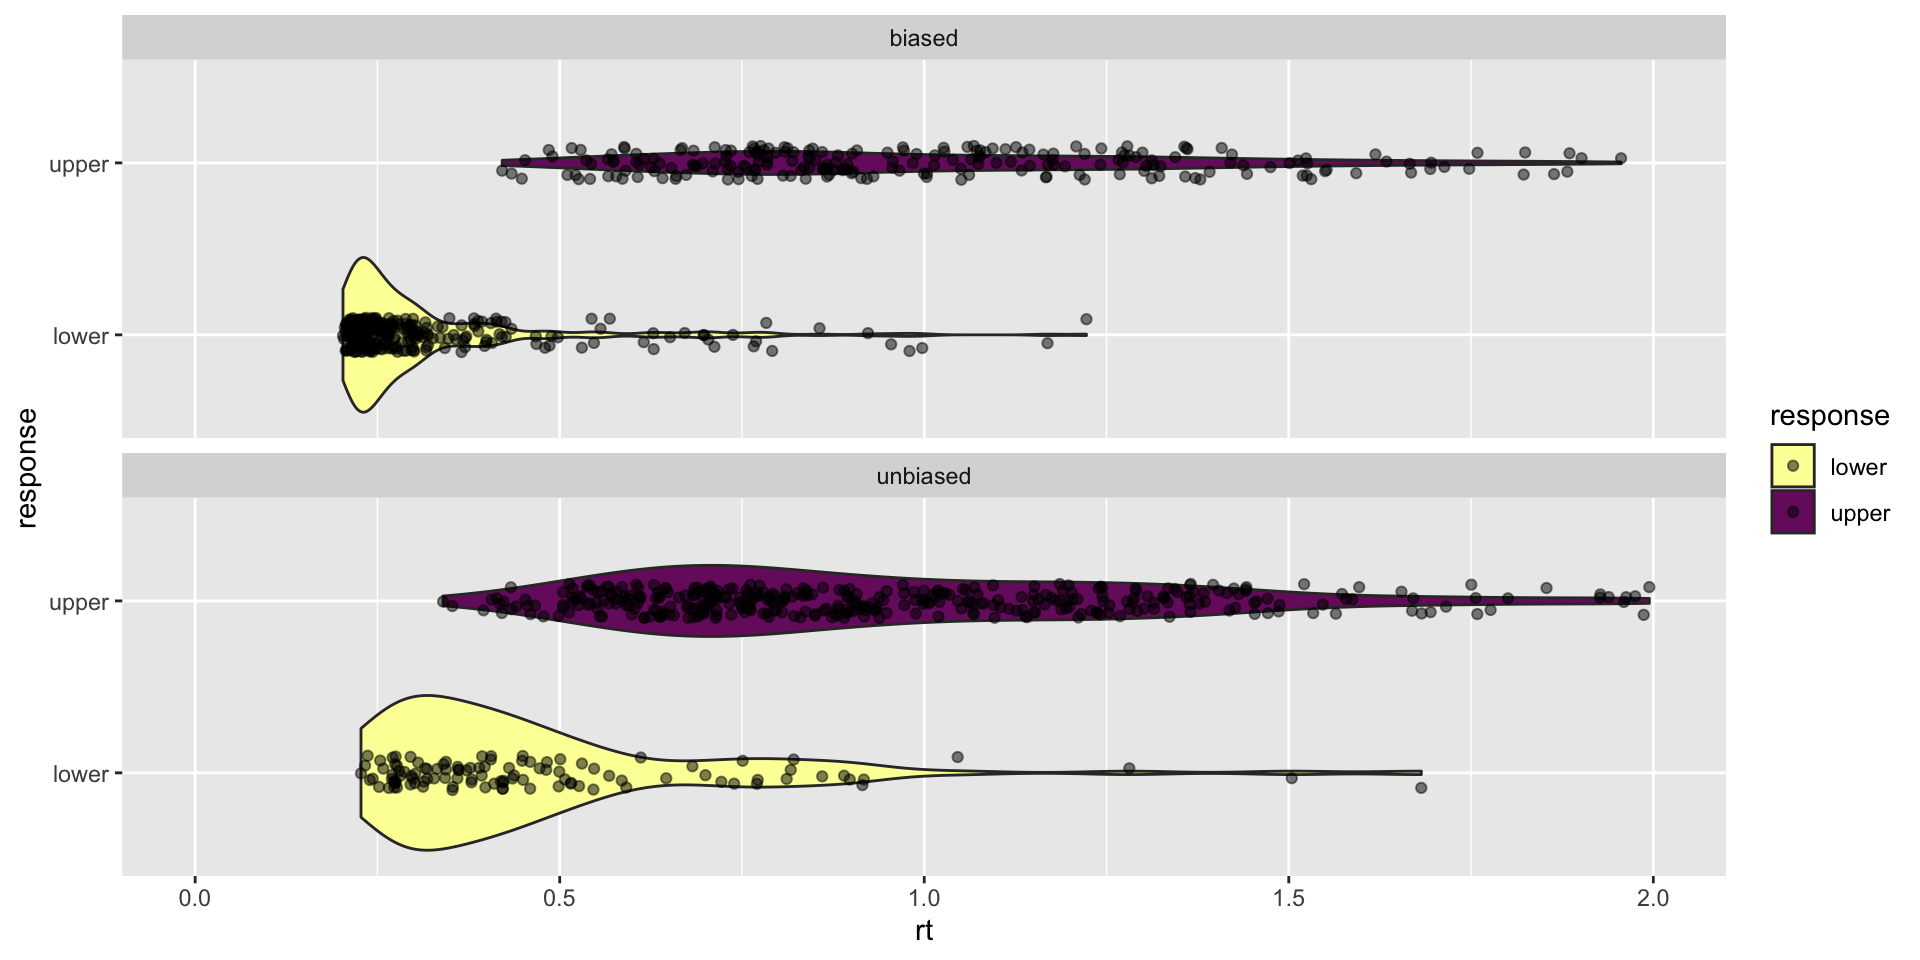 biased
upper
lower
response
unbiased
upper
lower
0.0 0.5 1.0 1.5 2.0
rt
response
lower
upper